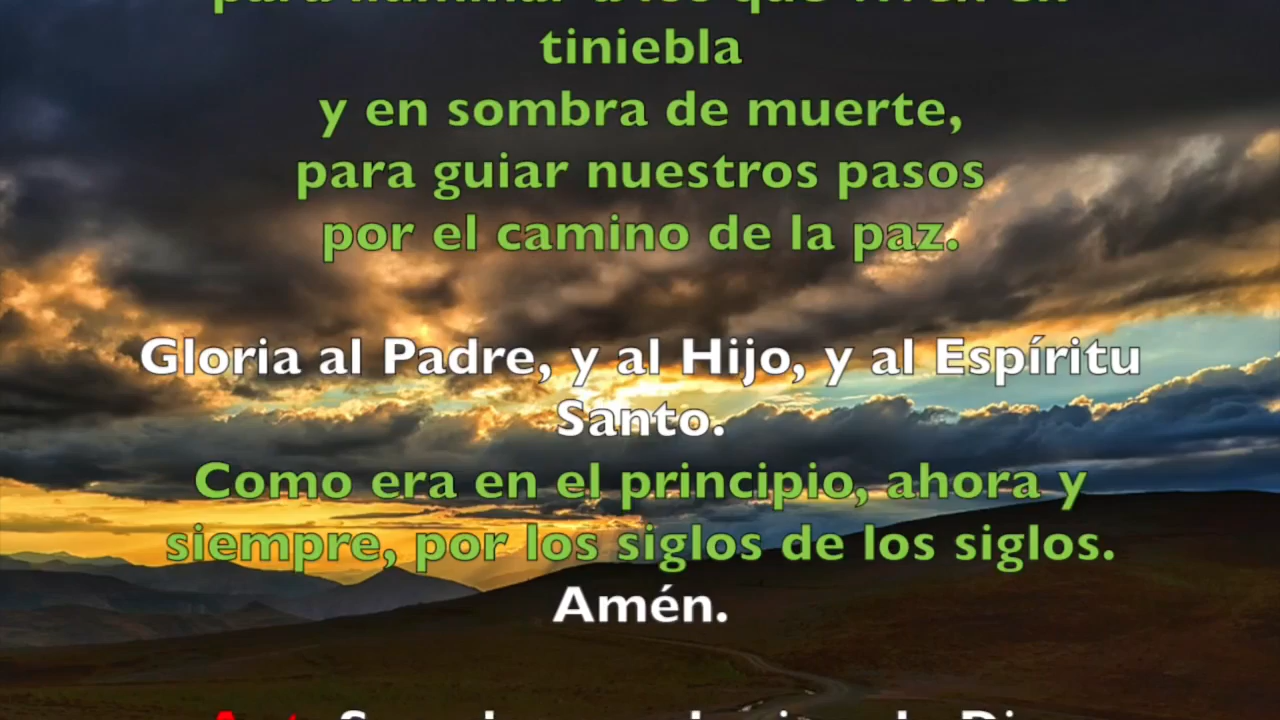 para iluminar a los que viven en
tiniebla
y en sombra de muerte,
para guiar nuestros pasos
por el camino de la paz.
Gloria al Padre, y al Hijo, y al Espíritu
Santo.
Como era en el principio, ahora y
siempre, por los siglos de los siglos.
Amén.